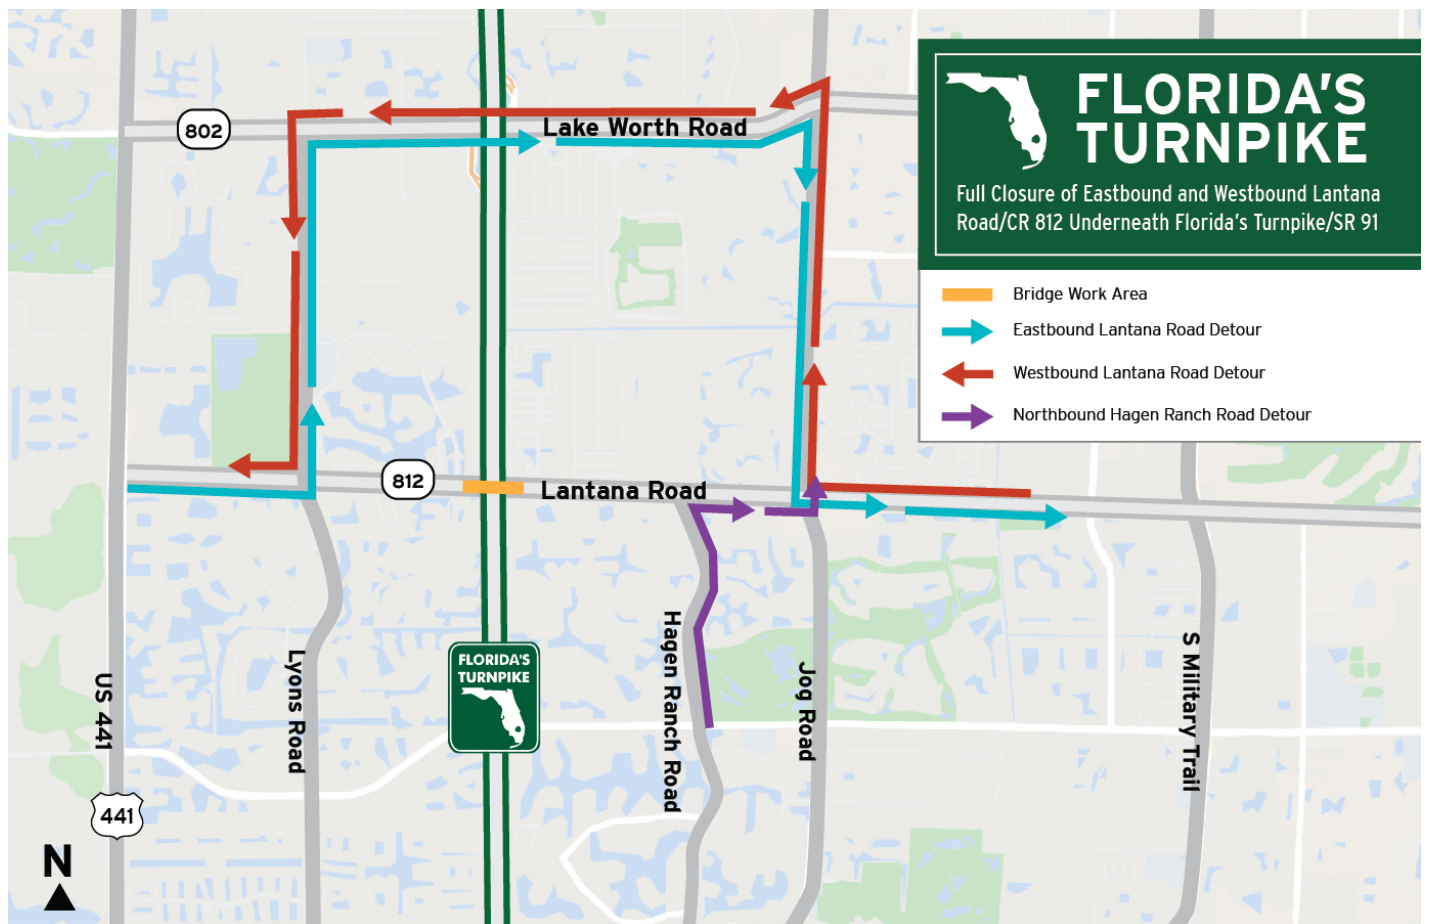 FLORIDA'S
TURNPIKE
Full Closure of Eastbound and Westbound Lantana
Road/CR 812 Underneath Florida's Turnpike/SR 91
Bridge Work Area
Eastbound Lantana Road Detour
Westbound Lantana Road Detour
Northbound Hagen Ranch Road Detour
802
Lake Worth Road
812
Lantana Road
FLORIDA'S
TURNPIKE
US 441
Lyons Road
Hagen Ranch Road
Jog Road
S Military Trail
441
N